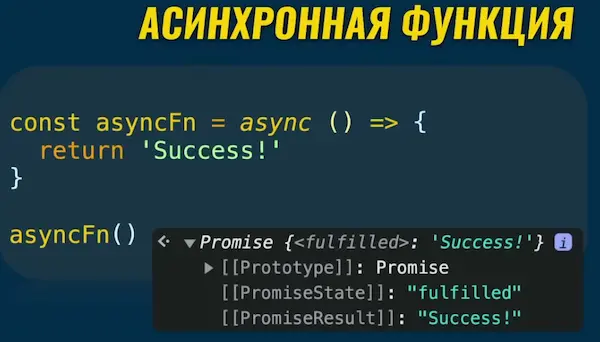 АСИНХРОННАЯ ФУНКЦИЯ
const asyncFn = async () => {
  return 'Success!'
}
asyncFn()
Promise {<fulfilled>: 'Success!'} i
[[Prototype]]: Promise
[[PromiseState]]: "fulfilled"
[[PromiseResult]]: "Success!"